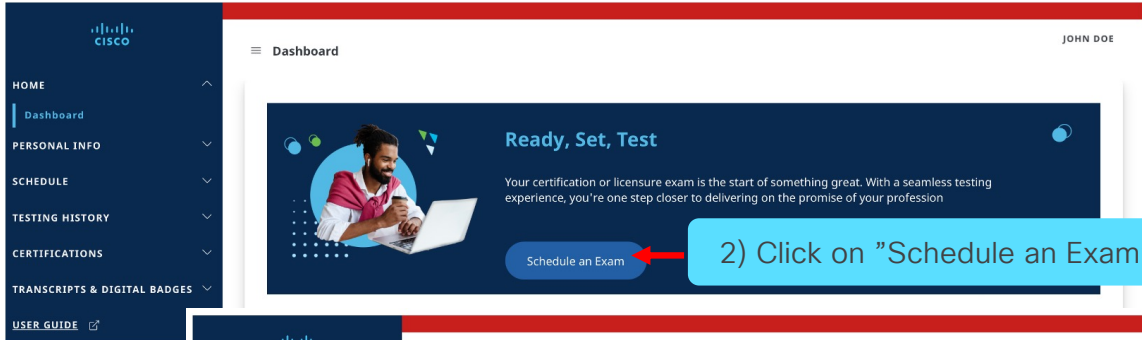 CISCO
JOHN DOE
Dashboard
HOME
Dashboard
PERSONAL INFO
SCHEDULE
TESTING HISTORY
CERTIFICATIONS
TRANSCRIPTS & DIGITAL BADGES
USER GUIDE
Ready, Set, Test
Your certification or licensure exam is the start of something great. With a seamless testing
experience, you're one step closer to delivering on the promise of your profession
Schedule an Exam
2) Click on ”Schedule an Exam